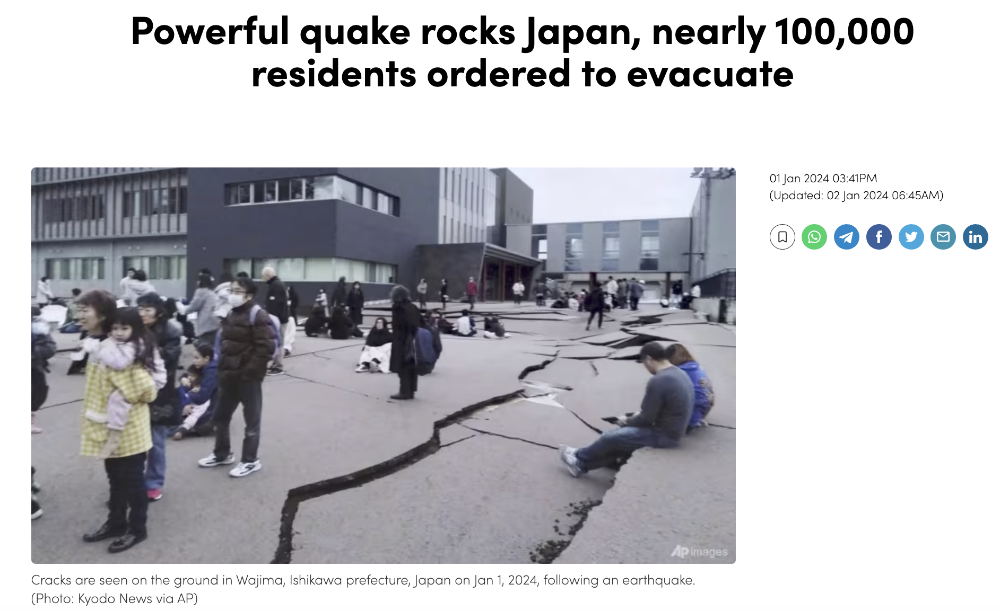 Powerful quake rocks Japan, nearly 100,000
residents ordered to evacuate
01 Jan 2024 03:41PM
(Updated: 02 Jan 2024 06:45AM)
f
in
AP Images
Cracks are seen on the ground in Wajima, Ishikawa prefecture, Japan on Jan 1, 2024, following an earthquake.
(Photo: Kyodo News via AP)